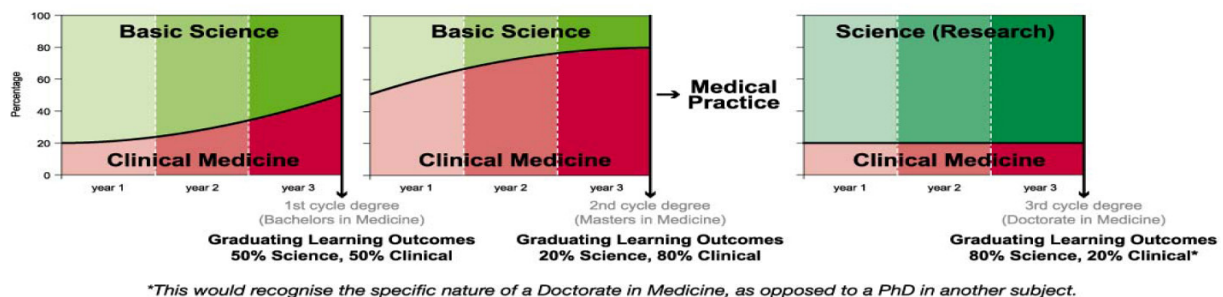 100
80
60
40
20
0
Percentage
Basic Science
Clinical Medicine
year 1
year 2
year 3
1st cycle degree
(Bachelors in Medicine)
Graduating Learning Outcomes
50% Science, 50% Clinical
Basic Science
Clinical Medicine
year 1
year 2
year 3
2nd cycle degree
(Masters in Medicine)
Graduating Learning Outcomes
20% Science, 80% Clinical
Medical
Practice
Science (Research)
Clinical Medicine
year 1
year 2
year 3
3rd cycle degree
(Doctorate in Medicine)
Graduating Learning Outcomes
80% Science, 20% Clinical*
*This would recognise the specific nature of a Doctorate in Medicine, as opposed to a PhD in another subject.